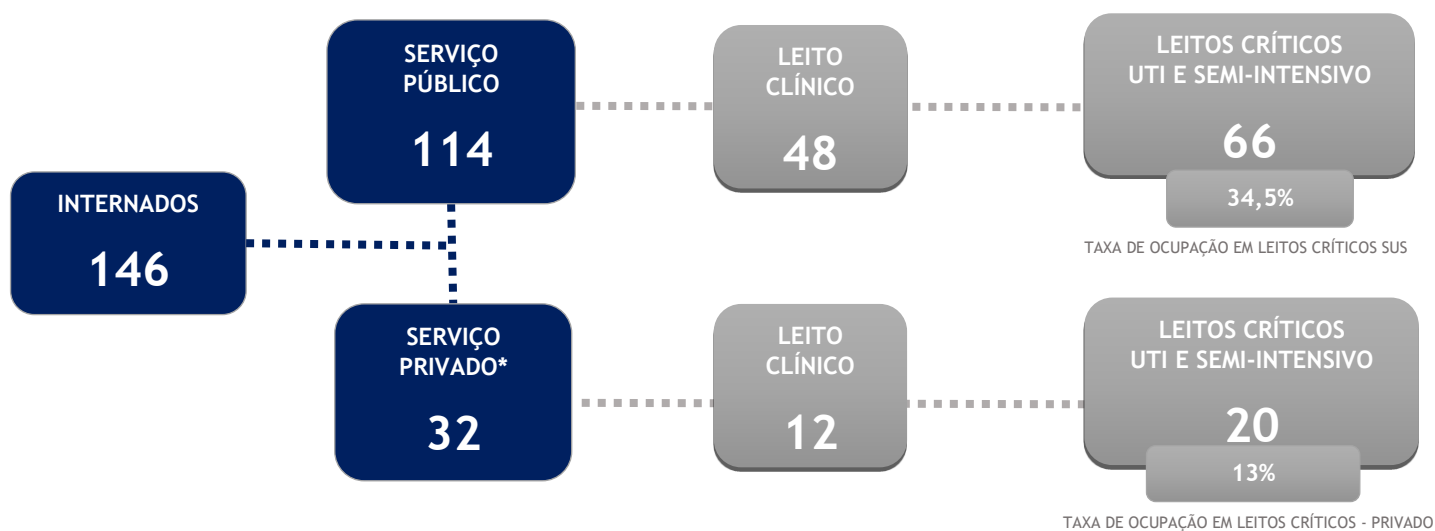 INTERNADOS
146
SERVIÇO
PÚBLICO
114
LEITO
CLÍNICO
48
LEITOS CRÍTICOS
UTI E SEMI-INTENSIVO
66
34,5%
TAXA DE OCUPAÇÃO EM LEITOS CRÍTICOS SUS
SERVIÇO
PRIVADO*
32
LEITO
CLÍNICO
12
LEITOS CRÍTICOS
UTI E SEMI-INTENSIVO
20
13%
TAXA DE OCUPAÇÃO EM LEITOS CRÍTICOS - PRIVADO